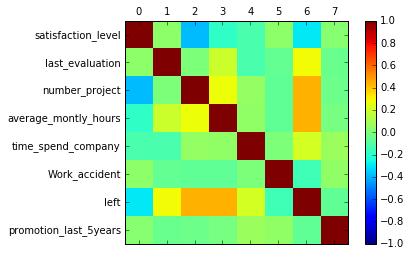 0 1 2 3 4 5 6 7
satisfaction_level
last_evaluation
number_project
average_montly_hours
time_spend_company
Work_accident
left
promotion_last_5years
1.0
0.8
0.6
0.4
0.2
0.0
−0.2
−0.4
−0.6
−0.8
−1.0